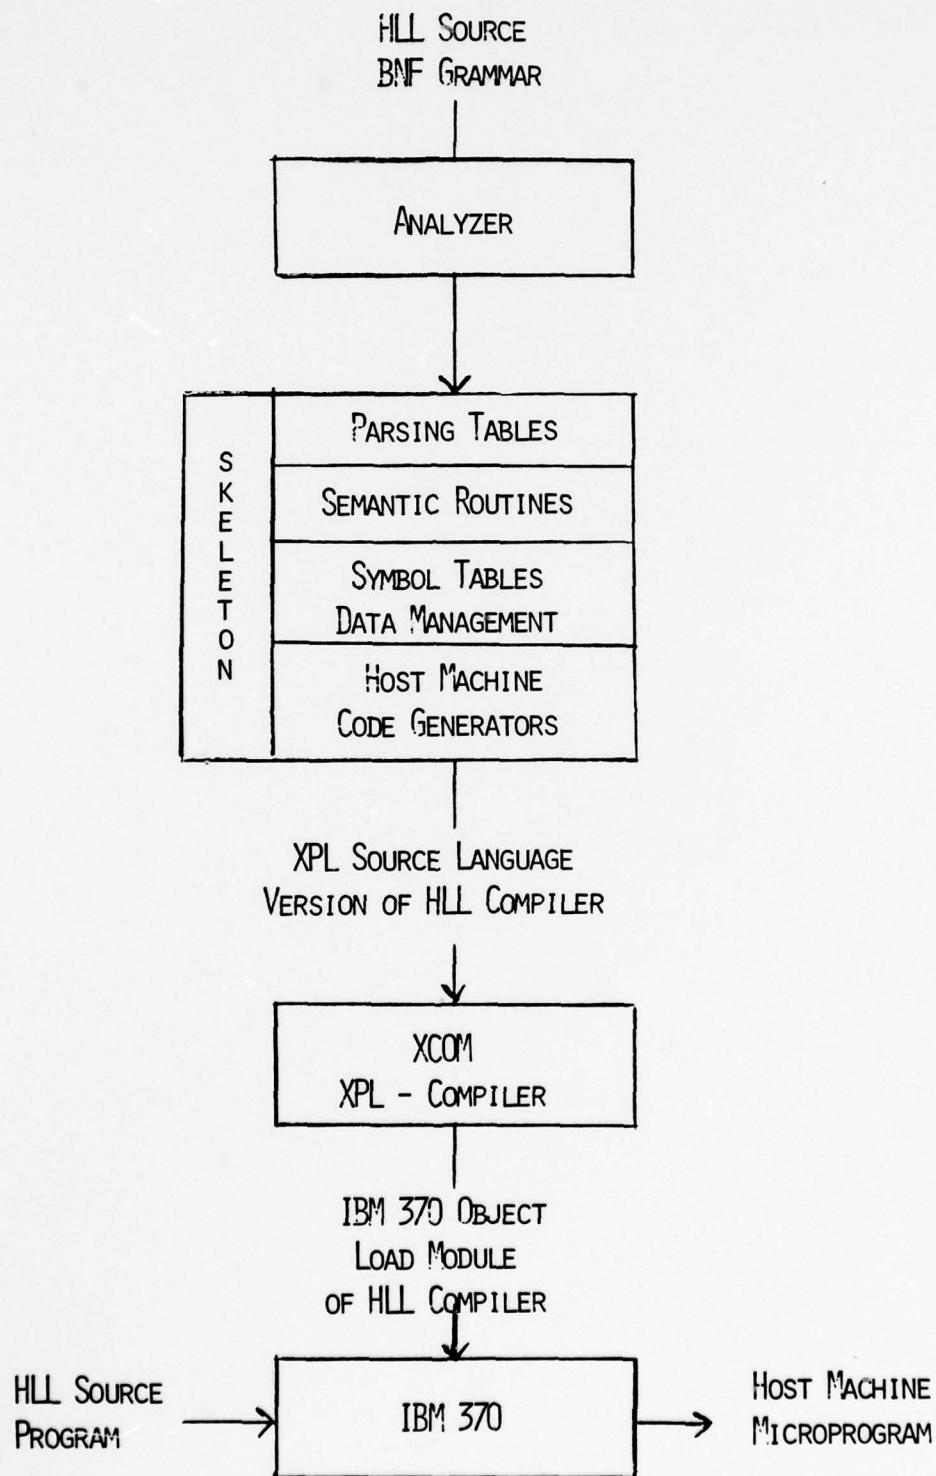 HLL SOURCE
BNF GRAMMAR
ANALYZER
SKELETON
PARSING TABLES
SEMANTIC ROUTINES
SYMBOL TABLES
DATA MANAGEMENT
HOST MACHINE
CODE GENERATORS
XPL SOURCE LANGUAGE
VERSION OF HLL COMPILER
XCOM
XPL - COMPILER
IBM 370 OBJECT
LOAD MODULE
OF HLL COMPILER
HLL SOURCE
PROGRAM
IBM 370
HOST MACHINE
MICROPROGRAM